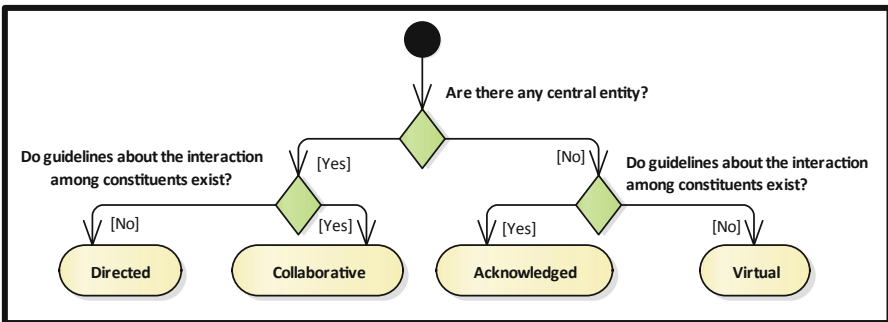 Are there any central entity?
Do guidelines about the interaction
among constituents exist?
[Yes]
[No]
Do guidelines about the interaction
among constituents exist?
[No]
[Yes]
[Yes]
[No]
Directed
Collaborative
Acknowledged
Virtual